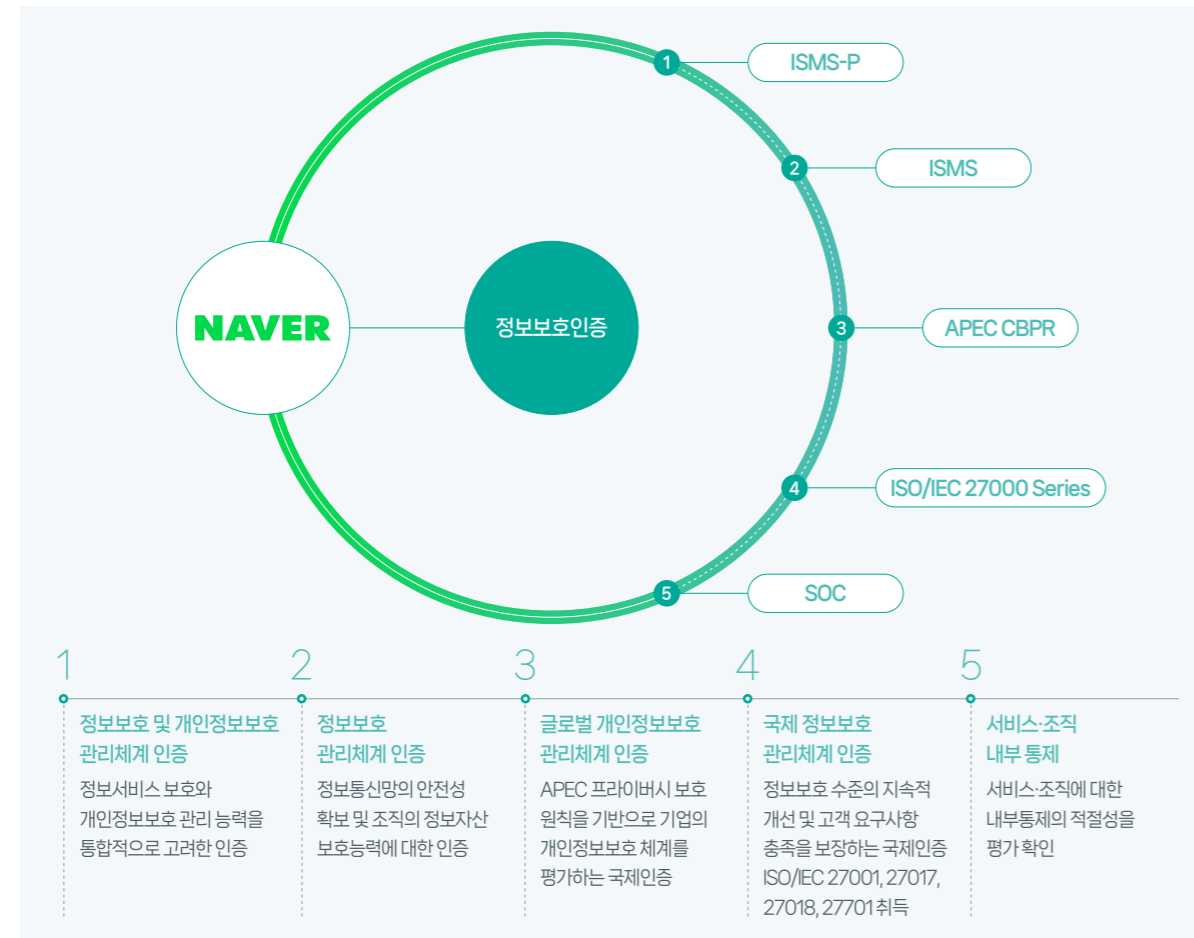 1 ISMS-P
2 ISMS
NAVER
정보보호인증
3 APEC CBPR
4 ISO/IEC 27000 Series
5 SOC
1
정보보호 및 개인정보보호
관리체계 인증
정보서비스 보호와
개인정보보호 관리 능력을
통합적으로 고려한 인증
2
정보보호
관리체계 인증
정보통신망의 안전성
확보 및 조직의 정보자산
보호능력에 대한 인증
3
글로벌 개인정보보호
관리체계 인증
APEC 프라이버시 보호
원칙을 기반으로 기업의
개인정보보호 체계를
평가하는 국제인증
4
국제 정보보호
관리체계 인증
정보보호 수준의 지속적
개선 및 고객 요구사항
충족을 보장하는 국제인증
ISO/IEC 27001, 27017,
27018, 27701 취득
5
서비스·조직
내부 통제
서비스·조직에 대한
내부통제의 적절성을
평가 확인